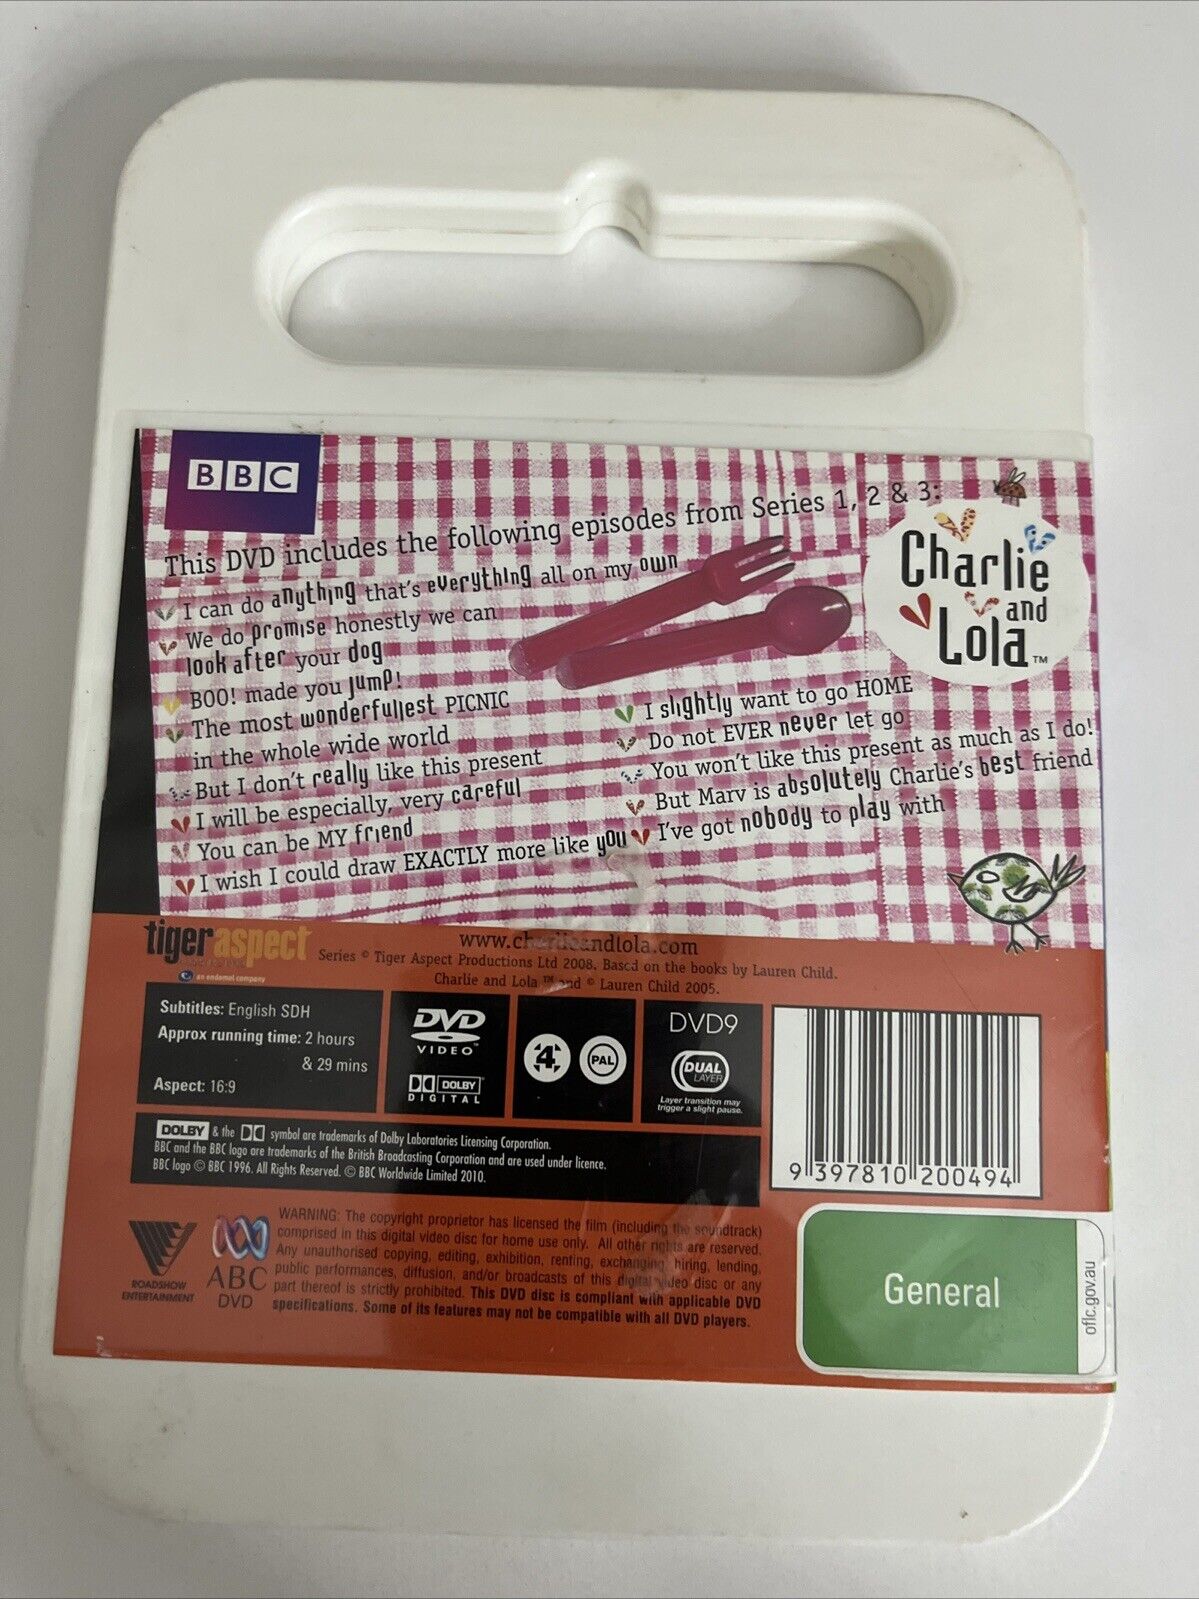 BBC
This DVD includes the following episodes from Series 1, 2 & 3:
Charlie
and
Lola™
I can do anything that's everything all on my own
We do promise honestly we can
look after your dog
BOO! made you jump!
The most wonderfullest PICNIC
in the whole wide world
But I don't really like this present
I will be especially, very careful
You can be MY friend
I wish I could draw EXACTLY more like you
I slightly want to go HOME
Do not EVER never let go
You won't like this present as much as I do!
But Marv is absolutely Charlie's best friend
I've got nobody to play with
tigeraspect
an endemol company
www.charlieandlola.com
Series © Tiger Aspect Productions Ltd 2008. Based on the books by Lauren Child.
Charlie and Lola ™ and © Lauren Child 2005.
Subtitles: English SDH
Approx running time: 2 hours
& 29 mins
Aspect: 16:9
DVD
VIDEO™
DOLBY
DIGITAL
4
PAL
DVD9
DUAL
LAYER
Layer transition may
trigger a slight pause.
DOLBY & the symbol are trademarks of Dolby Laboratories Licensing Corporation.
BBC and the BBC logo are trademarks of the British Broadcasting Corporation and are used under licence.
BBC logo © BBC 1996. All Rights Reserved. © BBC Worldwide Limited 2010.
9 397810 200494
ROADSHOW
ENTERTAINMENT
ABC
DVD
WARNING: The copyright proprietor has licensed the film (including the soundtrack)
comprised in this digital video disc for home use only. All other rights are reserved.
Any unauthorised copying, editing, exhibition, renting, exchanging, hiring, lending,
public performances, diffusion, and/or broadcasts of this digital video disc or any
part thereof is strictly prohibited. This DVD disc is compliant with applicable DVD
specifications. Some of its features may not be compatible with all DVD players.
General
oflc.gov.au